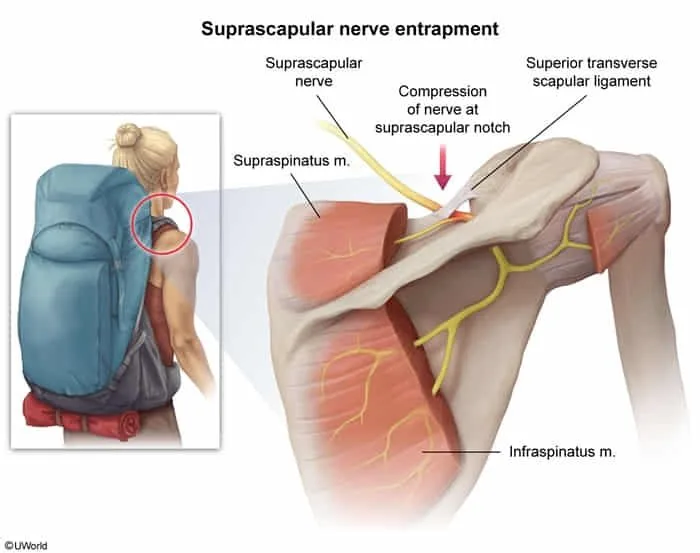 Suprascapular nerve entrapment
Suprascapular
nerve
Compression
of nerve at
suprascapular notch
Superior transverse
scapular ligament
Supraspinatus m.
Infraspinatus m.
©UWorld